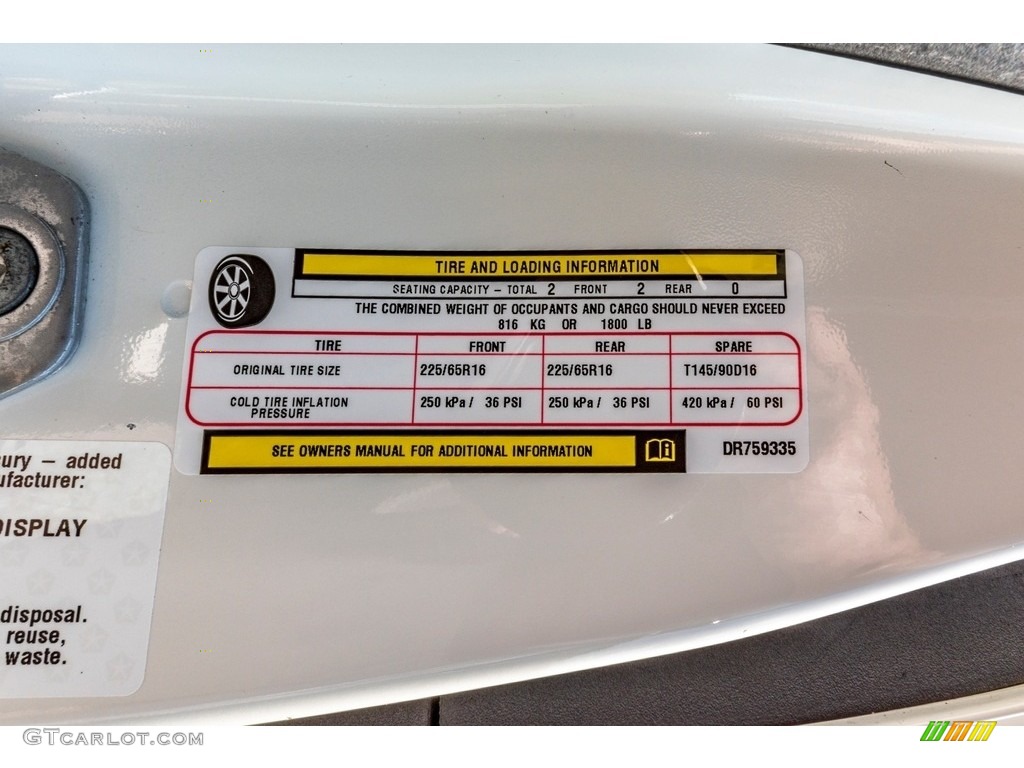 TIRE AND LOADING INFORMATION
SEATING CAPACITY – TOTAL 2 FRONT 2 REAR 0
THE COMBINED WEIGHT OF OCCUPANTS AND CARGO SHOULD NEVER EXCEED
816 KG OR 1800 LB
TIRE FRONT REAR SPARE
ORIGINAL TIRE SIZE 225/65R16 225/65R16 T145/90D16
COLD TIRE INFLATION PRESSURE 250 kPa / 36 PSI 250 kPa / 36 PSI 420 kPa / 60 PSI
SEE OWNERS MANUAL FOR ADDITIONAL INFORMATION
DR759335
ury – added
ufacturer:
DISPLAY
disposal.
reuse,
waste.
GTCARLOT.COM